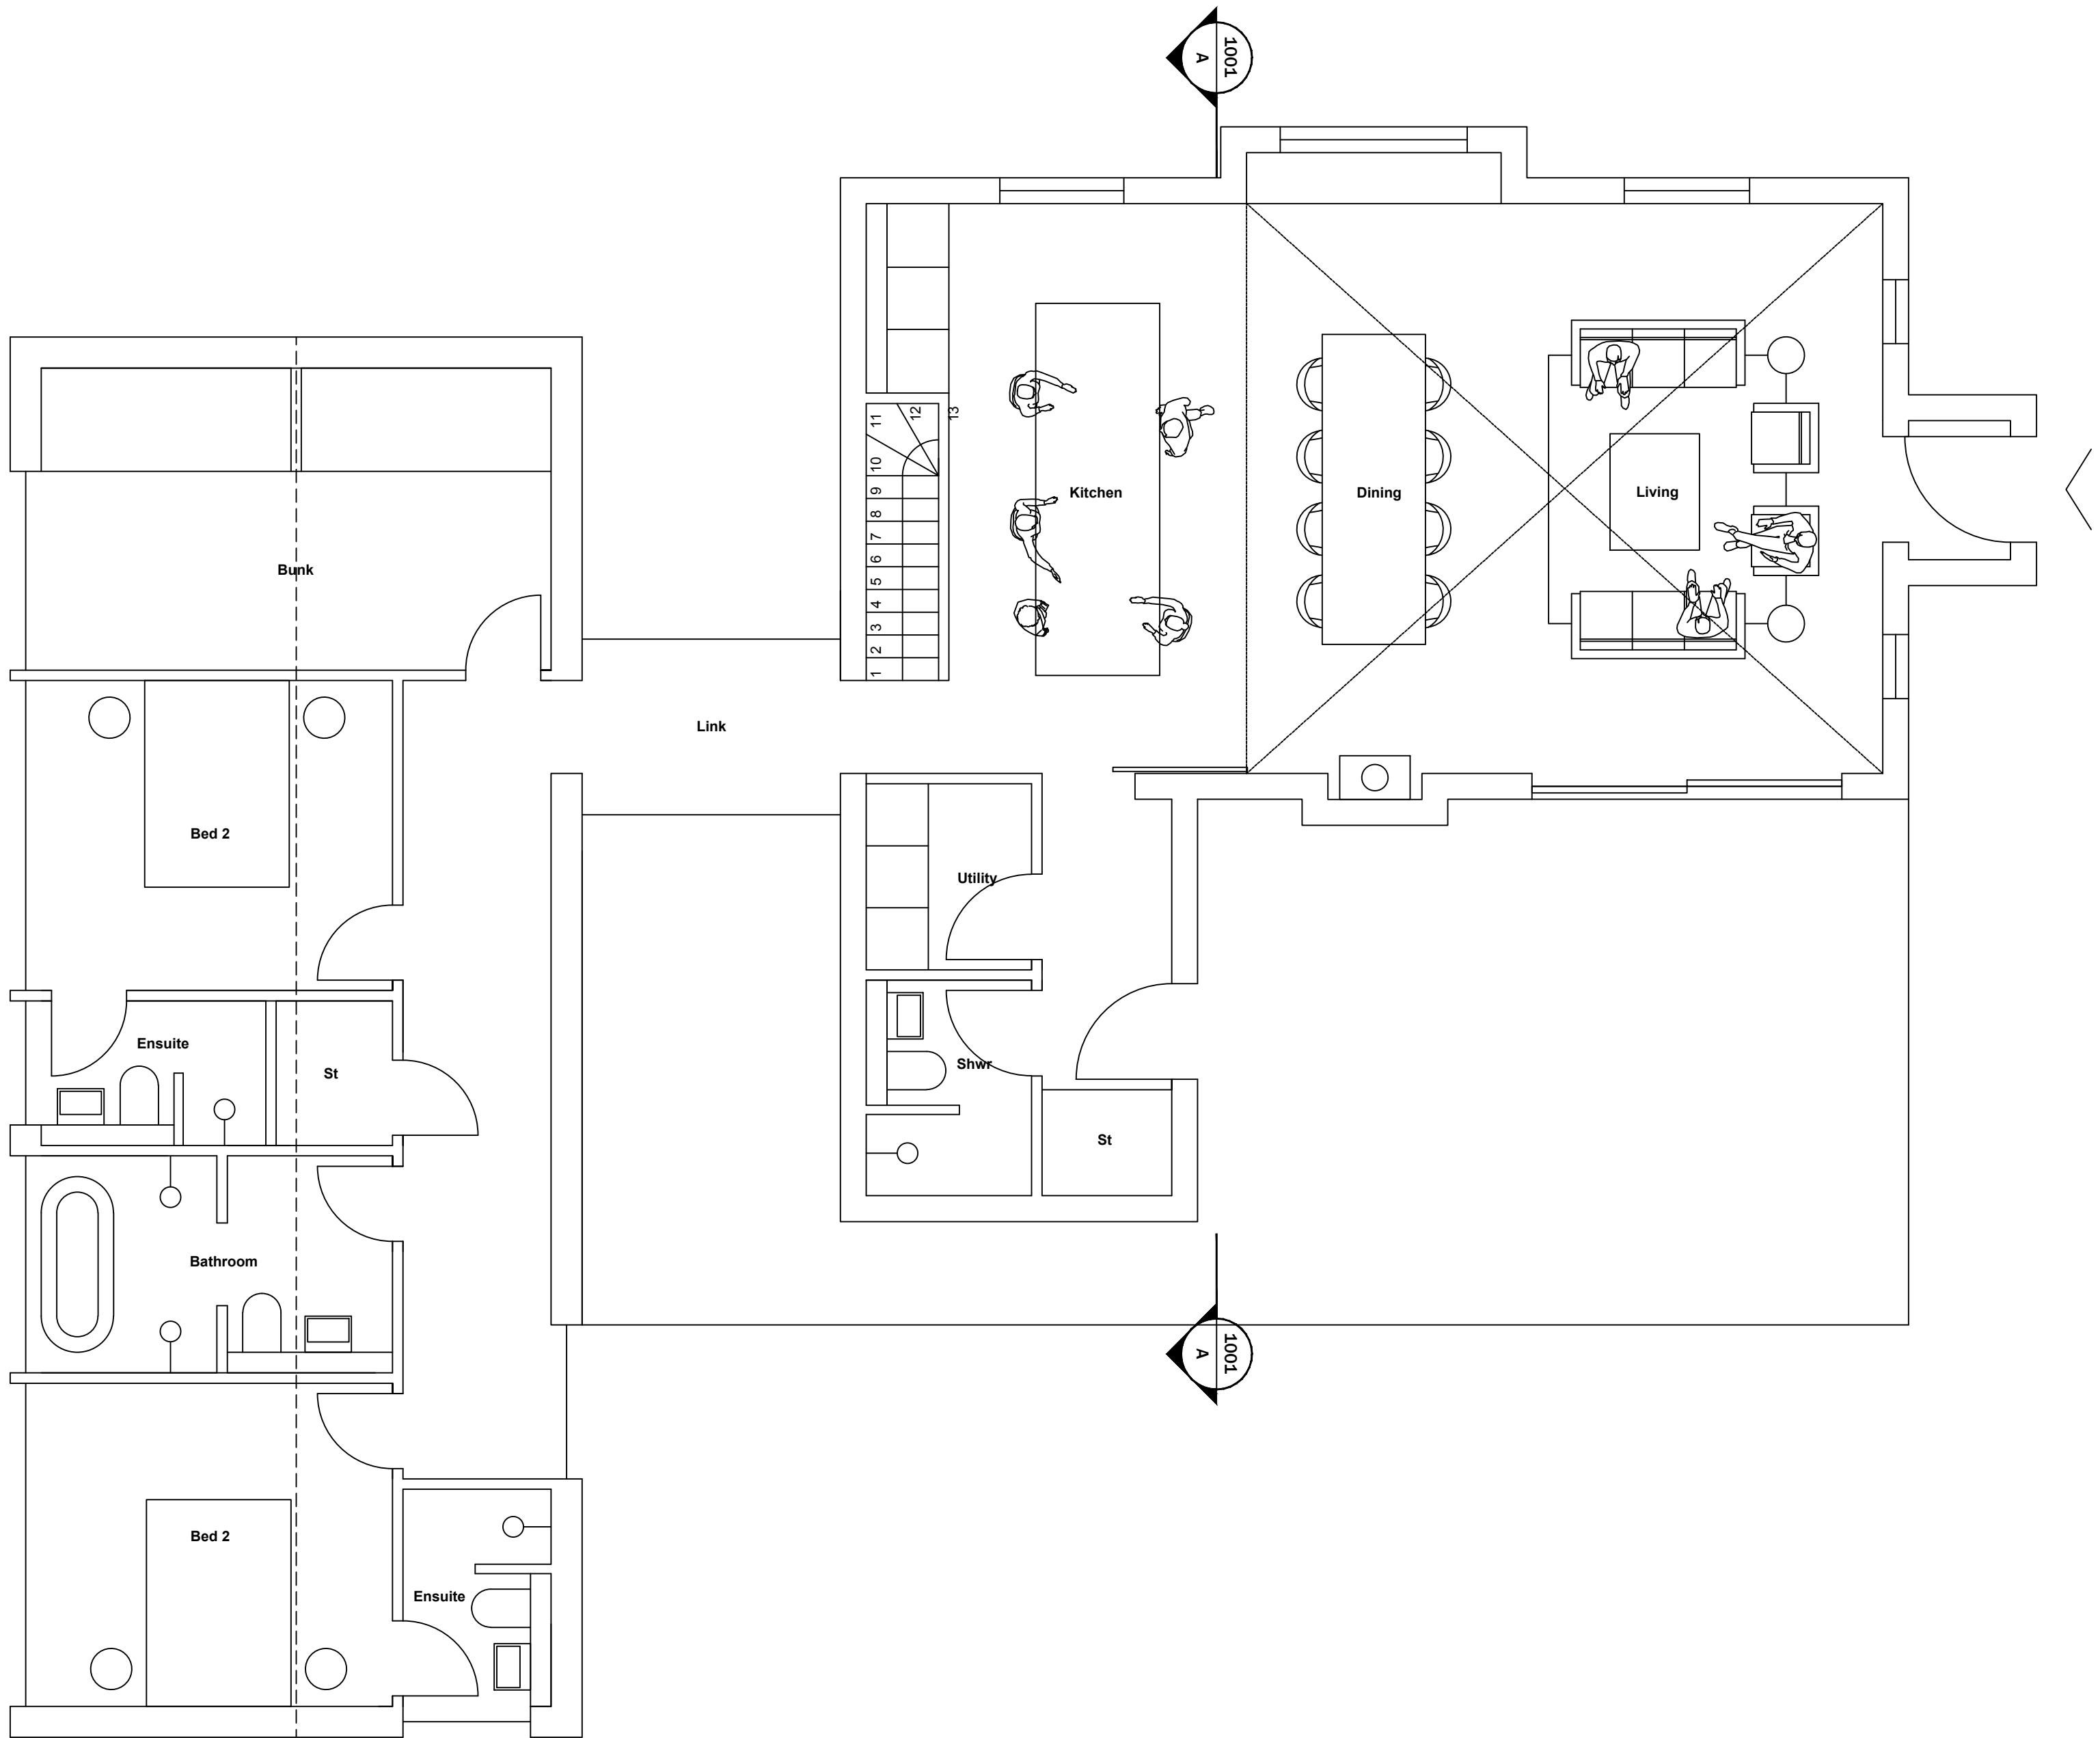 1001
A
11
12
13
10
9
8
7
6
5
4
3
2
1
Kitchen
Dining
Living
Bunk
Link
Bed 2
Utility
Ensuite
St
Shwr
St
Bathroom
1001
A
Bed 2
Ensuite